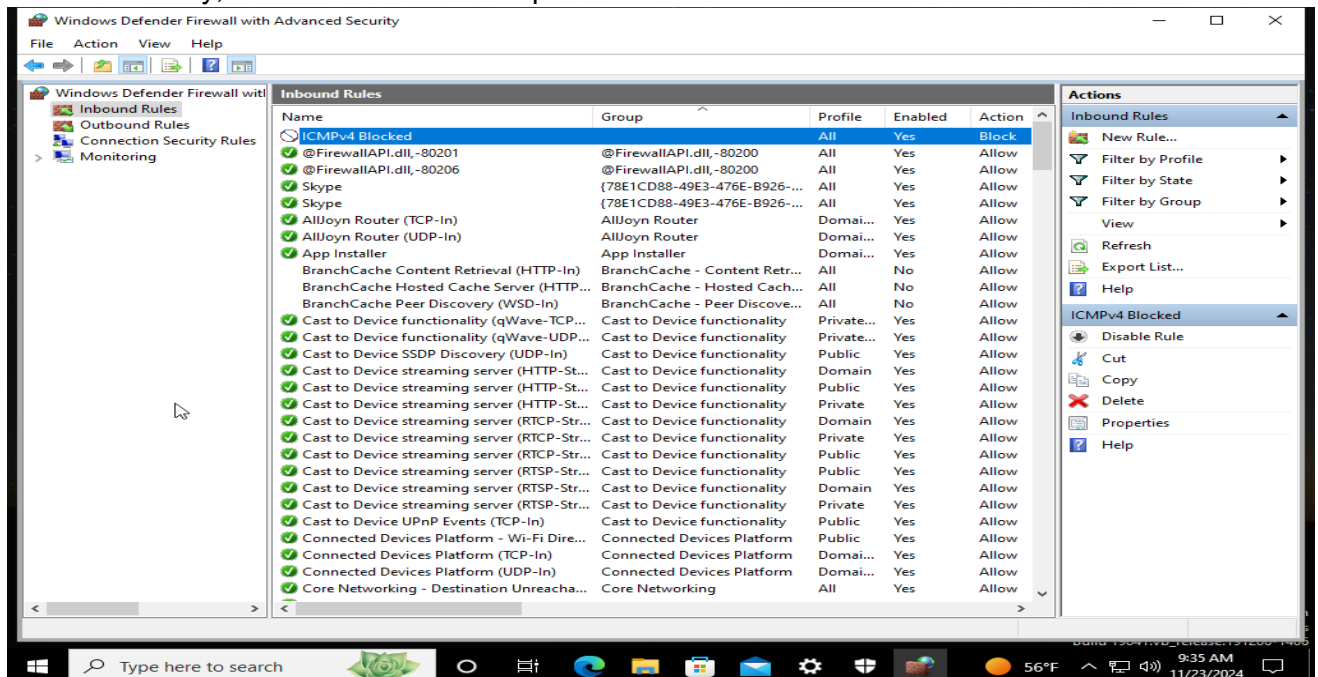 Windows Defender Firewall with Advanced Security
File Action View Help
Windows Defender Firewall witl
Inbound Rules
Outbound Rules
Connection Security Rules
Monitoring
Inbound Rules
Name Group Profile Enabled Action
ICMPv4 Blocked All Yes Block
@FirewallAPI.dll,-80201 @FirewallAPI.dll,-80200 All Yes Allow
@FirewallAPI.dll,-80206 @FirewallAPI.dll,-80200 All Yes Allow
Skype {78E1CD88-49E3-476E-B926-... All Yes Allow
Skype {78E1CD88-49E3-476E-B926-... All Yes Allow
AllJoyn Router (TCP-In) AllJoyn Router Domai... Yes Allow
AllJoyn Router (UDP-In) AllJoyn Router Domai... Yes Allow
App Installer App Installer Domai... Yes Allow
BranchCache Content Retrieval (HTTP-In) BranchCache - Content Retr... All No Allow
BranchCache Hosted Cache Server (HTTP... BranchCache - Hosted Cach... All No Allow
BranchCache Peer Discovery (WSD-In) BranchCache - Peer Discove... All No Allow
Cast to Device functionality (qWave-TCP... Cast to Device functionality Private... Yes Allow
Cast to Device functionality (qWave-UDP... Cast to Device functionality Private... Yes Allow
Cast to Device SSDP Discovery (UDP-In) Cast to Device functionality Public Yes Allow
Cast to Device streaming server (HTTP-St... Cast to Device functionality Domain Yes Allow
Cast to Device streaming server (HTTP-St... Cast to Device functionality Public Yes Allow
Cast to Device streaming server (HTTP-St... Cast to Device functionality Private Yes Allow
Cast to Device streaming server (RTCP-Str... Cast to Device functionality Domain Yes Allow
Cast to Device streaming server (RTCP-Str... Cast to Device functionality Private Yes Allow
Cast to Device streaming server (RTCP-Str... Cast to Device functionality Public Yes Allow
Cast to Device streaming server (RTSP-Str... Cast to Device functionality Public Yes Allow
Cast to Device streaming server (RTSP-Str... Cast to Device functionality Domain Yes Allow
Cast to Device streaming server (RTSP-Str... Cast to Device functionality Private Yes Allow
Cast to Device UPnP Events (TCP-In) Cast to Device functionality Public Yes Allow
Connected Devices Platform - Wi-Fi Dire... Connected Devices Platform Public Yes Allow
Connected Devices Platform (TCP-In) Connected Devices Platform Domai... Yes Allow
Connected Devices Platform (UDP-In) Connected Devices Platform Domai... Yes Allow
Core Networking - Destination Unreacha... Core Networking All Yes Allow
Actions
Inbound Rules
New Rule...
Filter by Profile
Filter by State
Filter by Group
View
Refresh
Export List...
Help
ICMPv4 Blocked
Disable Rule
Cut
Copy
Delete
Properties
Help
Type here to search
56°F
9:35 AM
11/23/2024